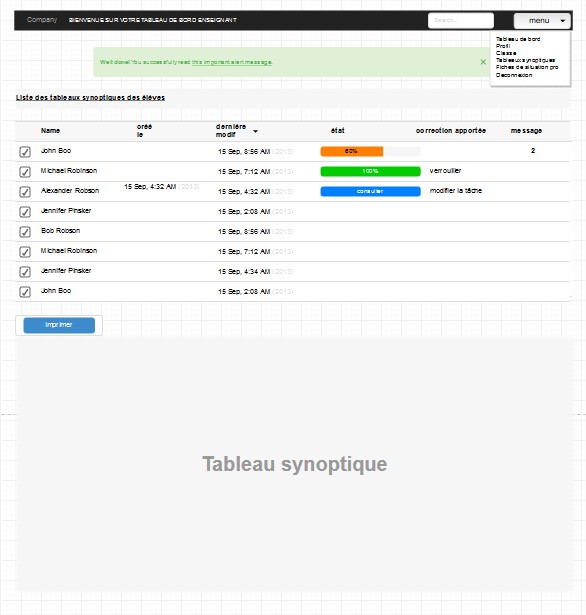 Company BIENVENUE SUR VOTRE TABLEAU DE BORD ENSEIGNANT Search... menu
Tableau de bord
Profil
Classe
Tableaux synoptiques
Fiches de situation pro
Deconnexion
Well done! You successfully read this important alert message. ×
Liste des tableaux synoptiques des élèves
Name créé le dernière modif état correction apportée message
John Boo 15 Sep, 8:56 AM (2013) 60% 2
Michael Robinson 15 Sep, 7:12 AM (2013) 100% verrouiller
Alexander Robson 15 Sep, 4:32 AM (2013) 15 Sep, 4:32 AM (2013) consulter modifier la tâche
Jennifer Pinsker 15 Sep, 2:08 AM (2013)
Bob Robson 15 Sep, 8:56 AM (2013)
Michael Robinson 15 Sep, 7:12 AM (2013)
Jennifer Pinsker 15 Sep, 4:34 AM (2013)
John Boo 15 Sep, 2:08 AM (2013)
Imprimer
Tableau synoptique